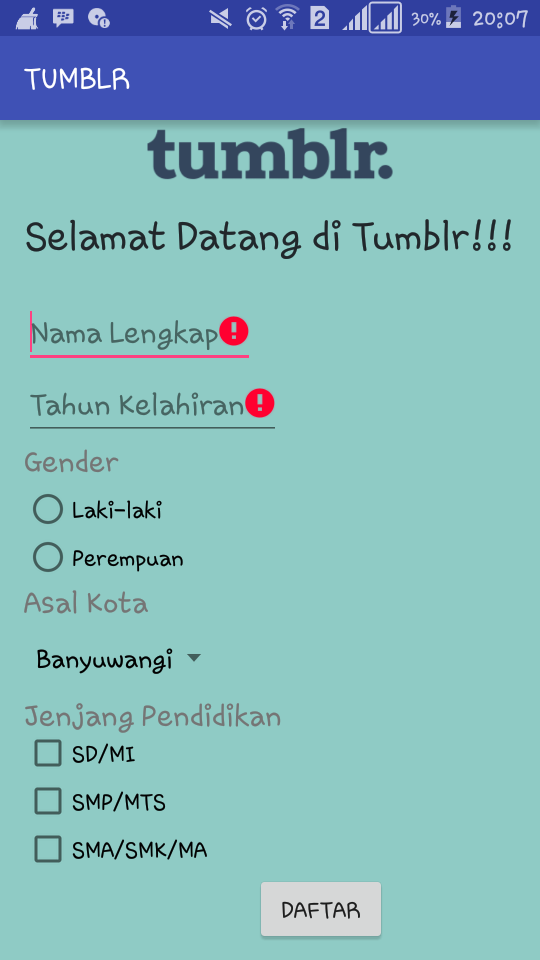 2 30% 20:07
TUMBLR
tumblr.
Selamat Datang di Tumblr!!!
Nama Lengkap
Tahun Kelahiran
Gender
Laki-laki
Perempuan
Asal Kota
Banyuwangi
Jenjang Pendidikan
SD/MI
SMP/MTS
SMA/SMK/MA
DAFTAR